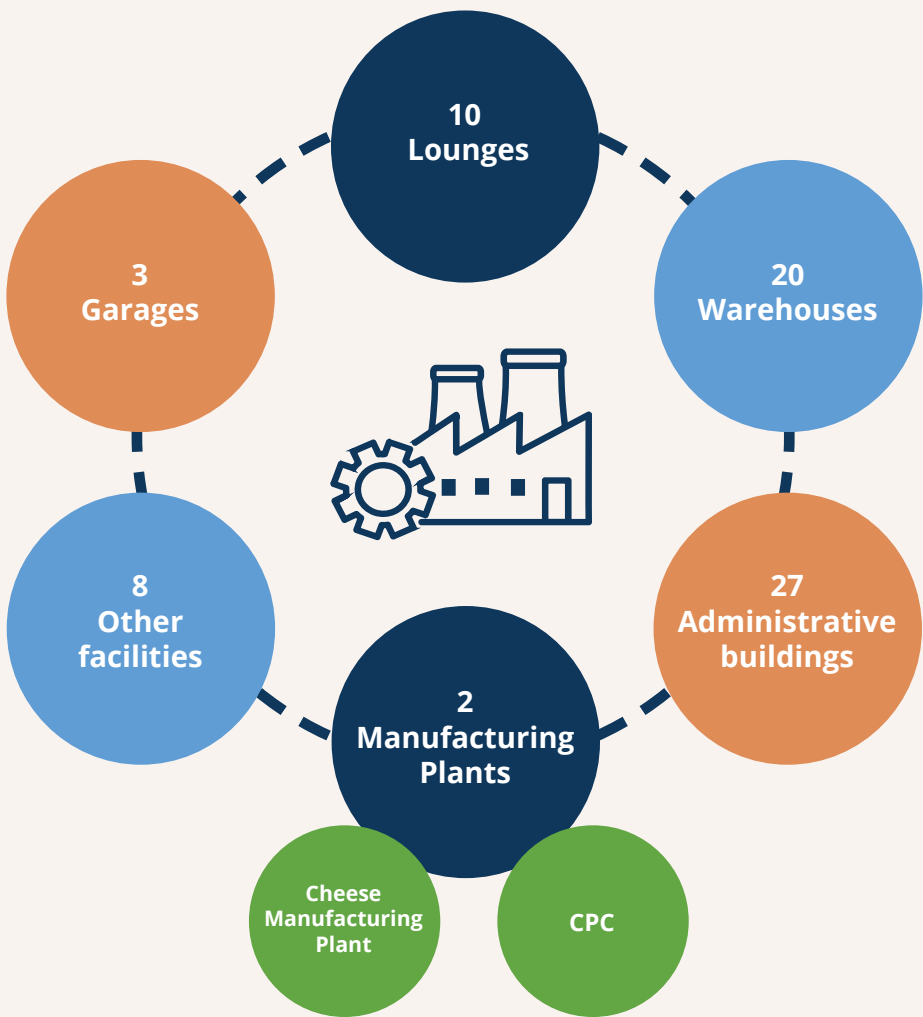 10
Lounges
3
Garages
20
Warehouses
8
Other
facilities
27
Administrative
buildings
2
Manufacturing
Plants
Cheese
Manufacturing
Plant
CPC